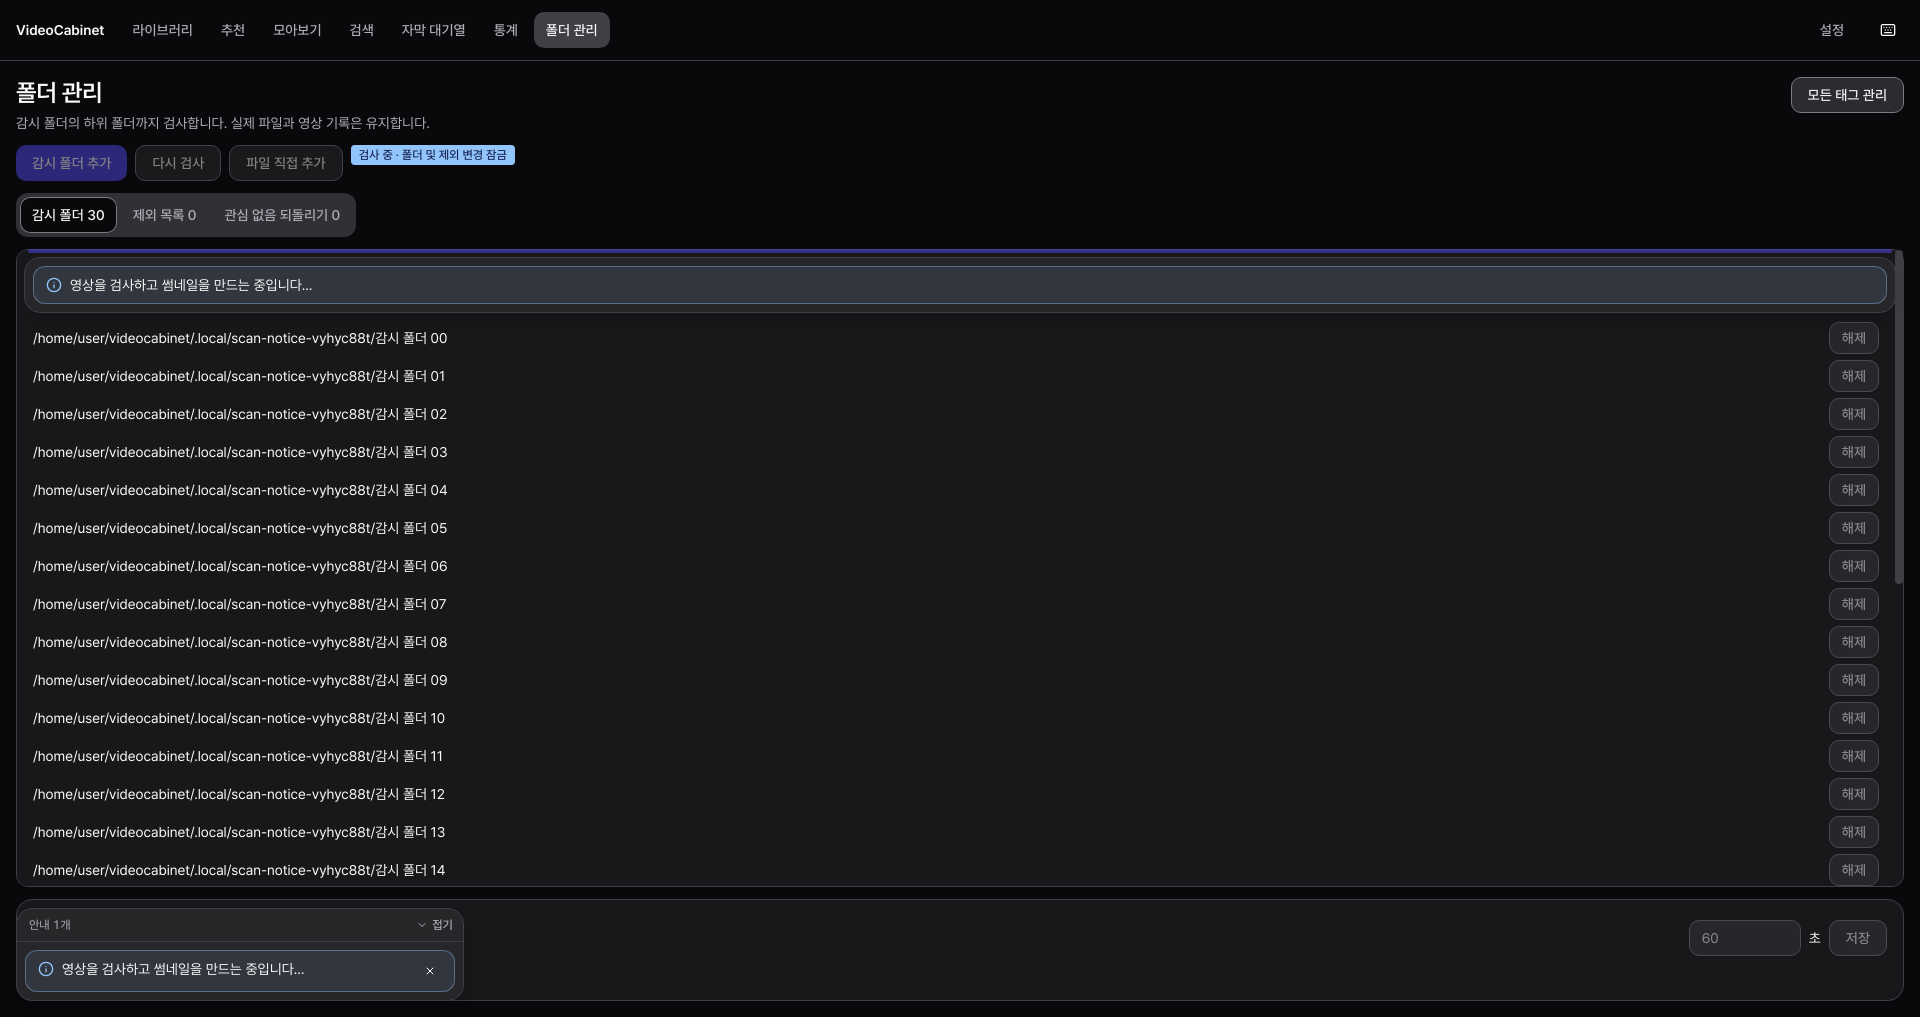 VideoCabinet 라이브러리 추천 모아보기 검색 자막 대기열 통계 폴더 관리 설정
폴더 관리
모든 태그 관리
감시 폴더의 하위 폴더까지 검사합니다. 실제 파일과 영상 기록은 유지합니다.
감시 폴더 추가 다시 검사 파일 직접 추가 검사 중 · 폴더 및 제외 변경 잠금
감시 폴더 30 제외 목록 0 관심 없음 되돌리기 0
영상을 검사하고 썸네일을 만드는 중입니다...
/home/user/videocabinet/.local/scan-notice-vyhyc88t/감시 폴더 00 해제
/home/user/videocabinet/.local/scan-notice-vyhyc88t/감시 폴더 01 해제
/home/user/videocabinet/.local/scan-notice-vyhyc88t/감시 폴더 02 해제
/home/user/videocabinet/.local/scan-notice-vyhyc88t/감시 폴더 03 해제
/home/user/videocabinet/.local/scan-notice-vyhyc88t/감시 폴더 04 해제
/home/user/videocabinet/.local/scan-notice-vyhyc88t/감시 폴더 05 해제
/home/user/videocabinet/.local/scan-notice-vyhyc88t/감시 폴더 06 해제
/home/user/videocabinet/.local/scan-notice-vyhyc88t/감시 폴더 07 해제
/home/user/videocabinet/.local/scan-notice-vyhyc88t/감시 폴더 08 해제
/home/user/videocabinet/.local/scan-notice-vyhyc88t/감시 폴더 09 해제
/home/user/videocabinet/.local/scan-notice-vyhyc88t/감시 폴더 10 해제
/home/user/videocabinet/.local/scan-notice-vyhyc88t/감시 폴더 11 해제
/home/user/videocabinet/.local/scan-notice-vyhyc88t/감시 폴더 12 해제
/home/user/videocabinet/.local/scan-notice-vyhyc88t/감시 폴더 13 해제
/home/user/videocabinet/.local/scan-notice-vyhyc88t/감시 폴더 14 해제
안내 1개 접기
영상을 검사하고 썸네일을 만드는 중입니다...
60 초 저장